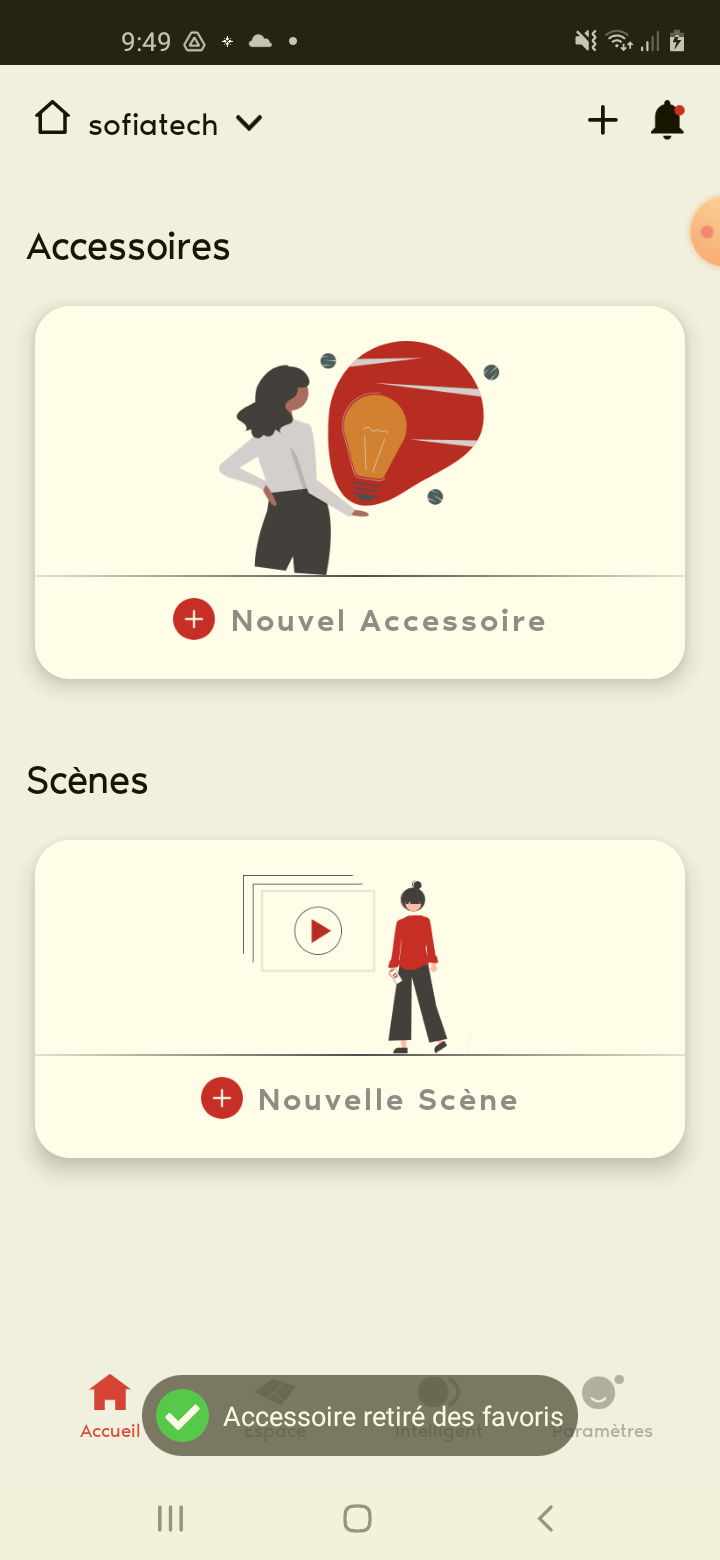 9:49
sofiatech
Accessoires
Nouvel Accessoire
Scènes
Nouvelle Scène
Accessoire retiré des favoris
Accueil
Espace
Intelligent
Paramètres